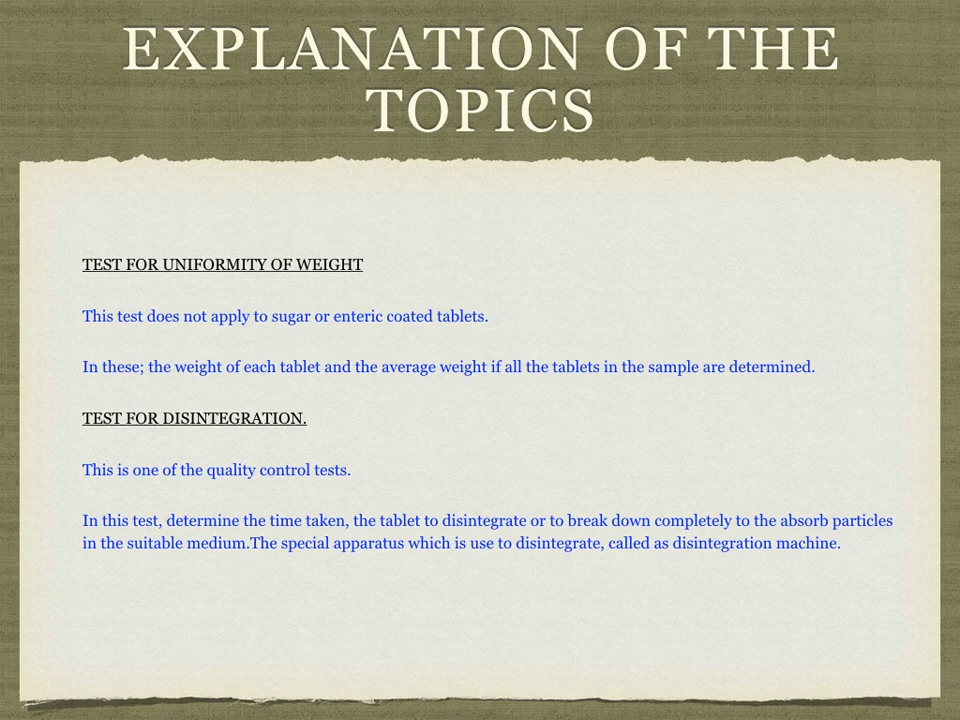 EXPLANATION OF THE
TOPICS
TEST FOR UNIFORMITY OF WEIGHT
This test does not apply to sugar or enteric coated tablets.
In these; the weight of each tablet and the average weight if all the tablets in the sample are determined.
TEST FOR DISINTEGRATION.
This is one of the quality control tests.
In this test, determine the time taken, the tablet to disintegrate or to break down completely to the absorb particles
in the suitable medium.The special apparatus which is use to disintegrate, called as disintegration machine.